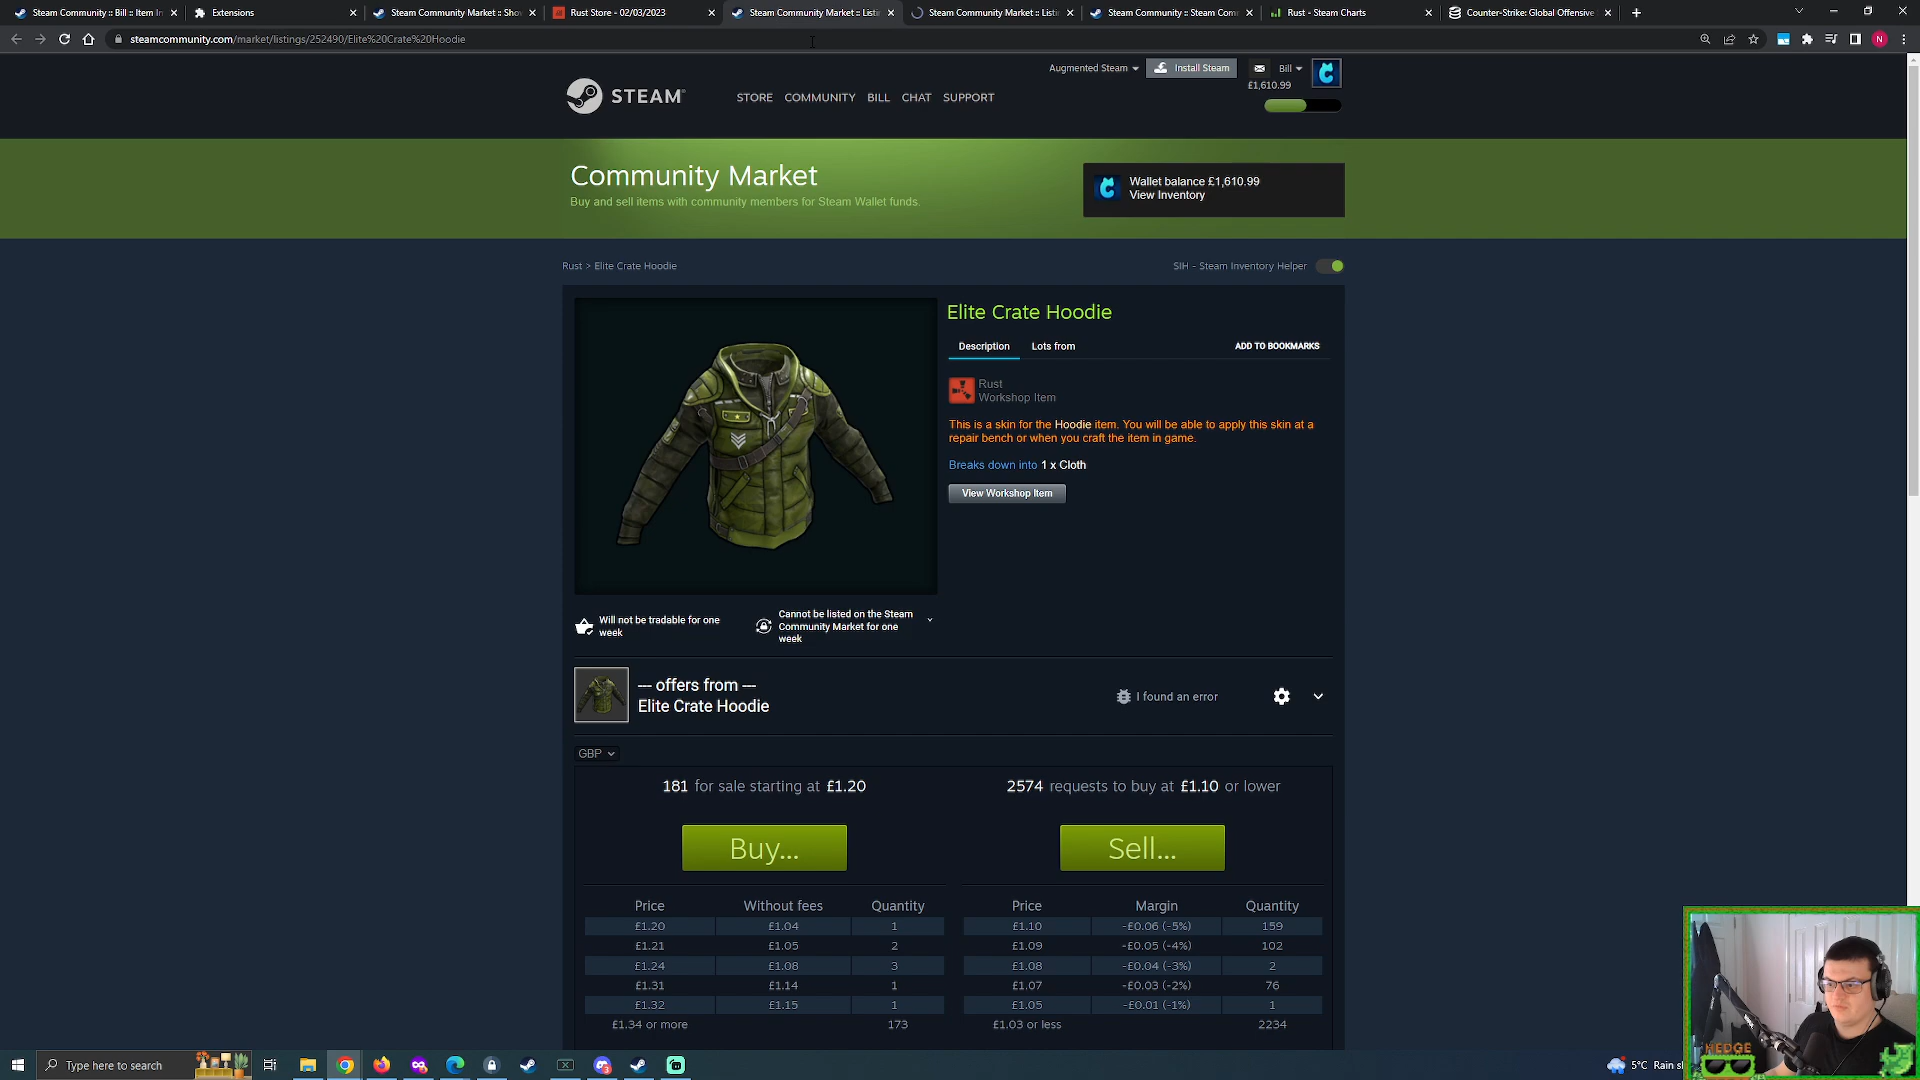 Steam Community :: Bill :: Item In
Extensions
Steam Community Market :: Sho
Rust Store - 02/03/2023
Steam Community Market :: Listi
Steam Community Market :: Listi
Steam Community :: Steam Com
Rust - Steam Charts
Counter-Strike: Global Offensive
steamcommunity.com/market/listings/252490/Elite%20Crate%20Hoodie
N
Augmented Steam
Install Steam
Bill
£1,610.99
STEAM
STORE
COMMUNITY
BILL
CHAT
SUPPORT
Community Market
Buy and sell items with community members for Steam Wallet funds.
Wallet balance £1,610.99
View Inventory
Rust > Elite Crate Hoodie
SIH - Steam Inventory Helper
Elite Crate Hoodie
Description
Lots from
ADD TO BOOKMARKS
Rust
Workshop Item
This is a skin for the Hoodie item. You will be able to apply this skin at a
repair bench or when you craft the item in game.
Breaks down into 1 x Cloth
View Workshop Item
Will not be tradable for one
week
Cannot be listed on the Steam
Community Market for one
week
--- offers from ---
Elite Crate Hoodie
I found an error
GBP
181 for sale starting at £1.20
2574 requests to buy at £1.10 or lower
Buy...
Sell...
Price Without fees Quantity
£1.20 £1.04 1
£1.21 £1.05 2
£1.24 £1.08 3
£1.31 £1.14 1
£1.32 £1.15 1
£1.34 or more 173
Price Margin Quantity
£1.10 -£0.06 (-5%) 159
£1.09 -£0.05 (-4%) 102
£1.08 -£0.04 (-3%) 2
£1.07 -£0.03 (-2%) 76
£1.05 -£0.01 (-1%) 1
£1.03 or less 2234
HEDGE
Type here to search
5°C Rain s